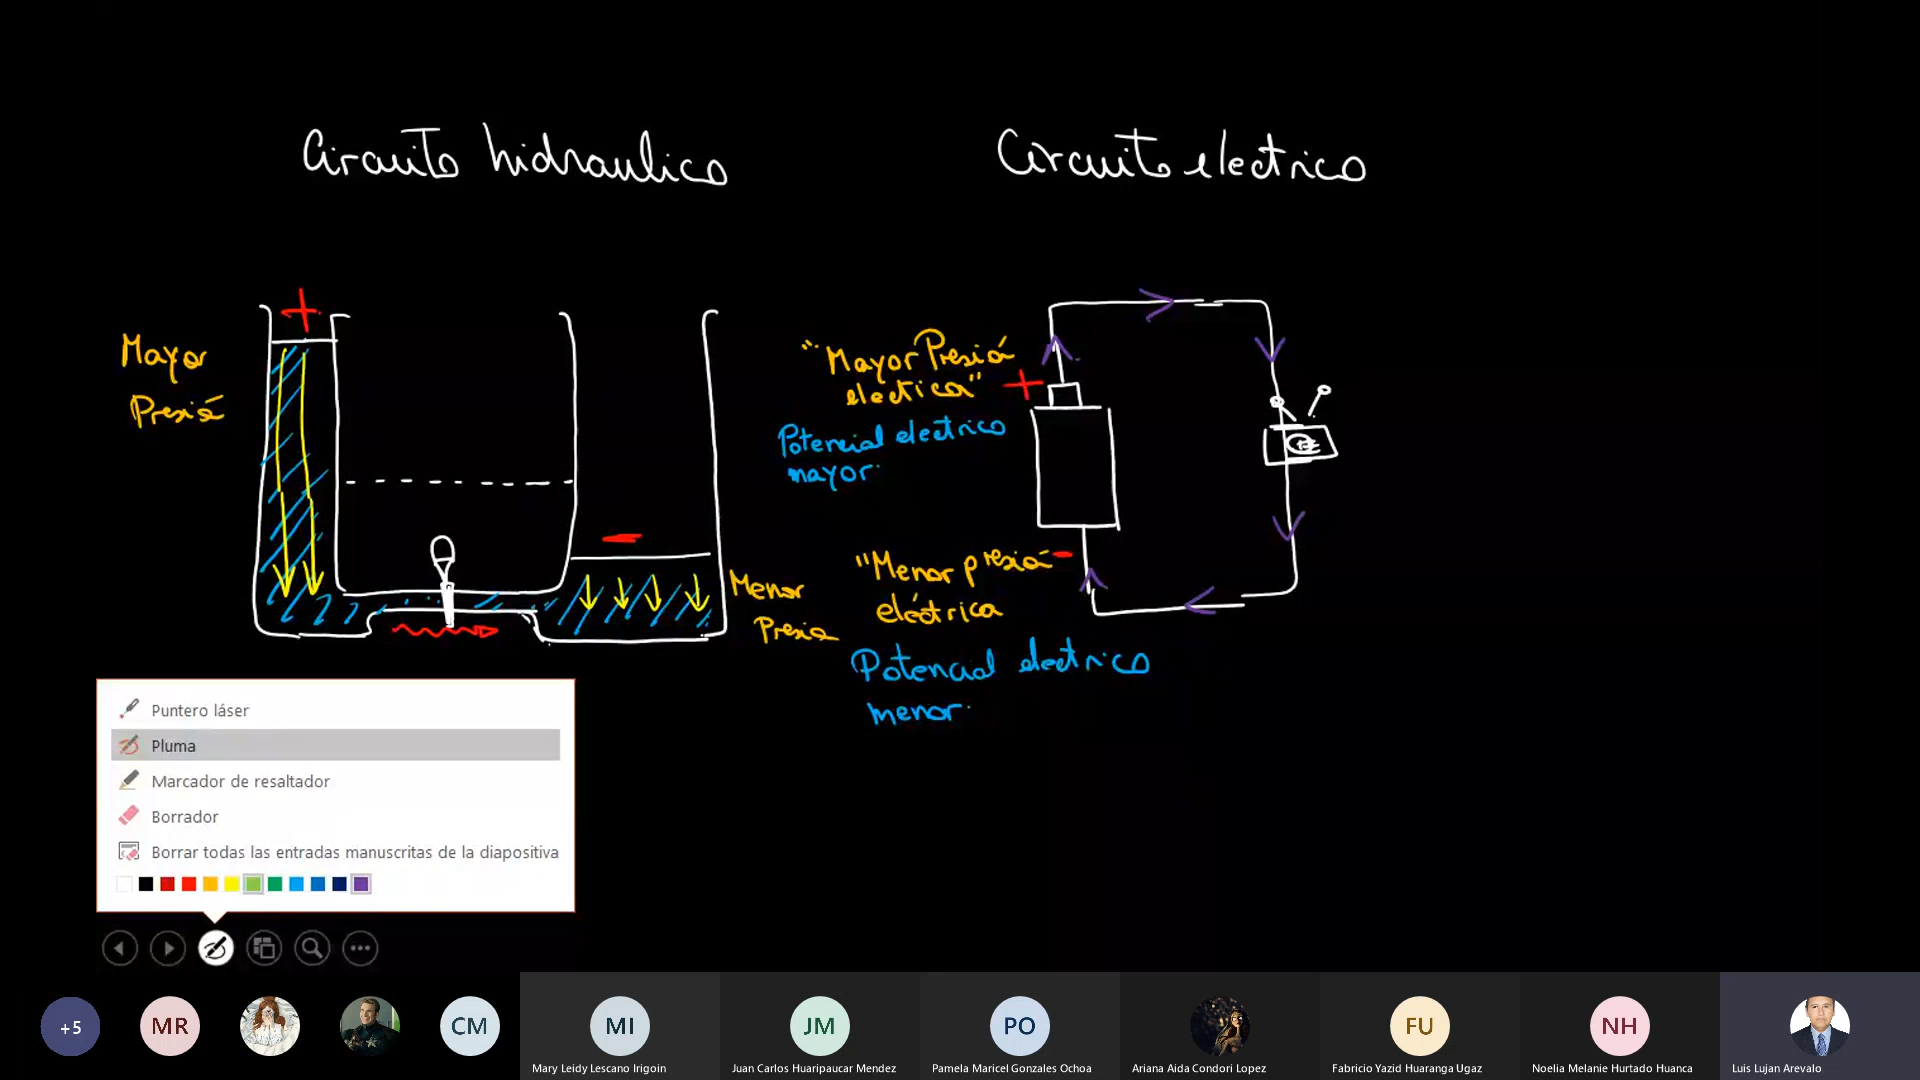 Circuito hidraulico
Circuito electrico
+
Mayor
Presió
-
Menor
Presió
"Mayor Presió
electica"
+
Potencial electrico
mayor.
"Menor presió
-
eléctrica
Potencial electrico
menor.
Puntero láser
Pluma
Marcador de resaltador
Borrador
Borrar todas las entradas manuscritas de la diapositiva
+5
MR
CM
MI
JM
PO
FU
NH
Mary Leidy Lescano Irigoin
Juan Carlos Huaripaucar Mendez
Pamela Maricel Gonzales Ochoa
Ariana Aida Condori Lopez
Fabricio Yazid Huaranga Ugaz
Noelia Melanie Hurtado Huanca
Luis Lujan Arevalo